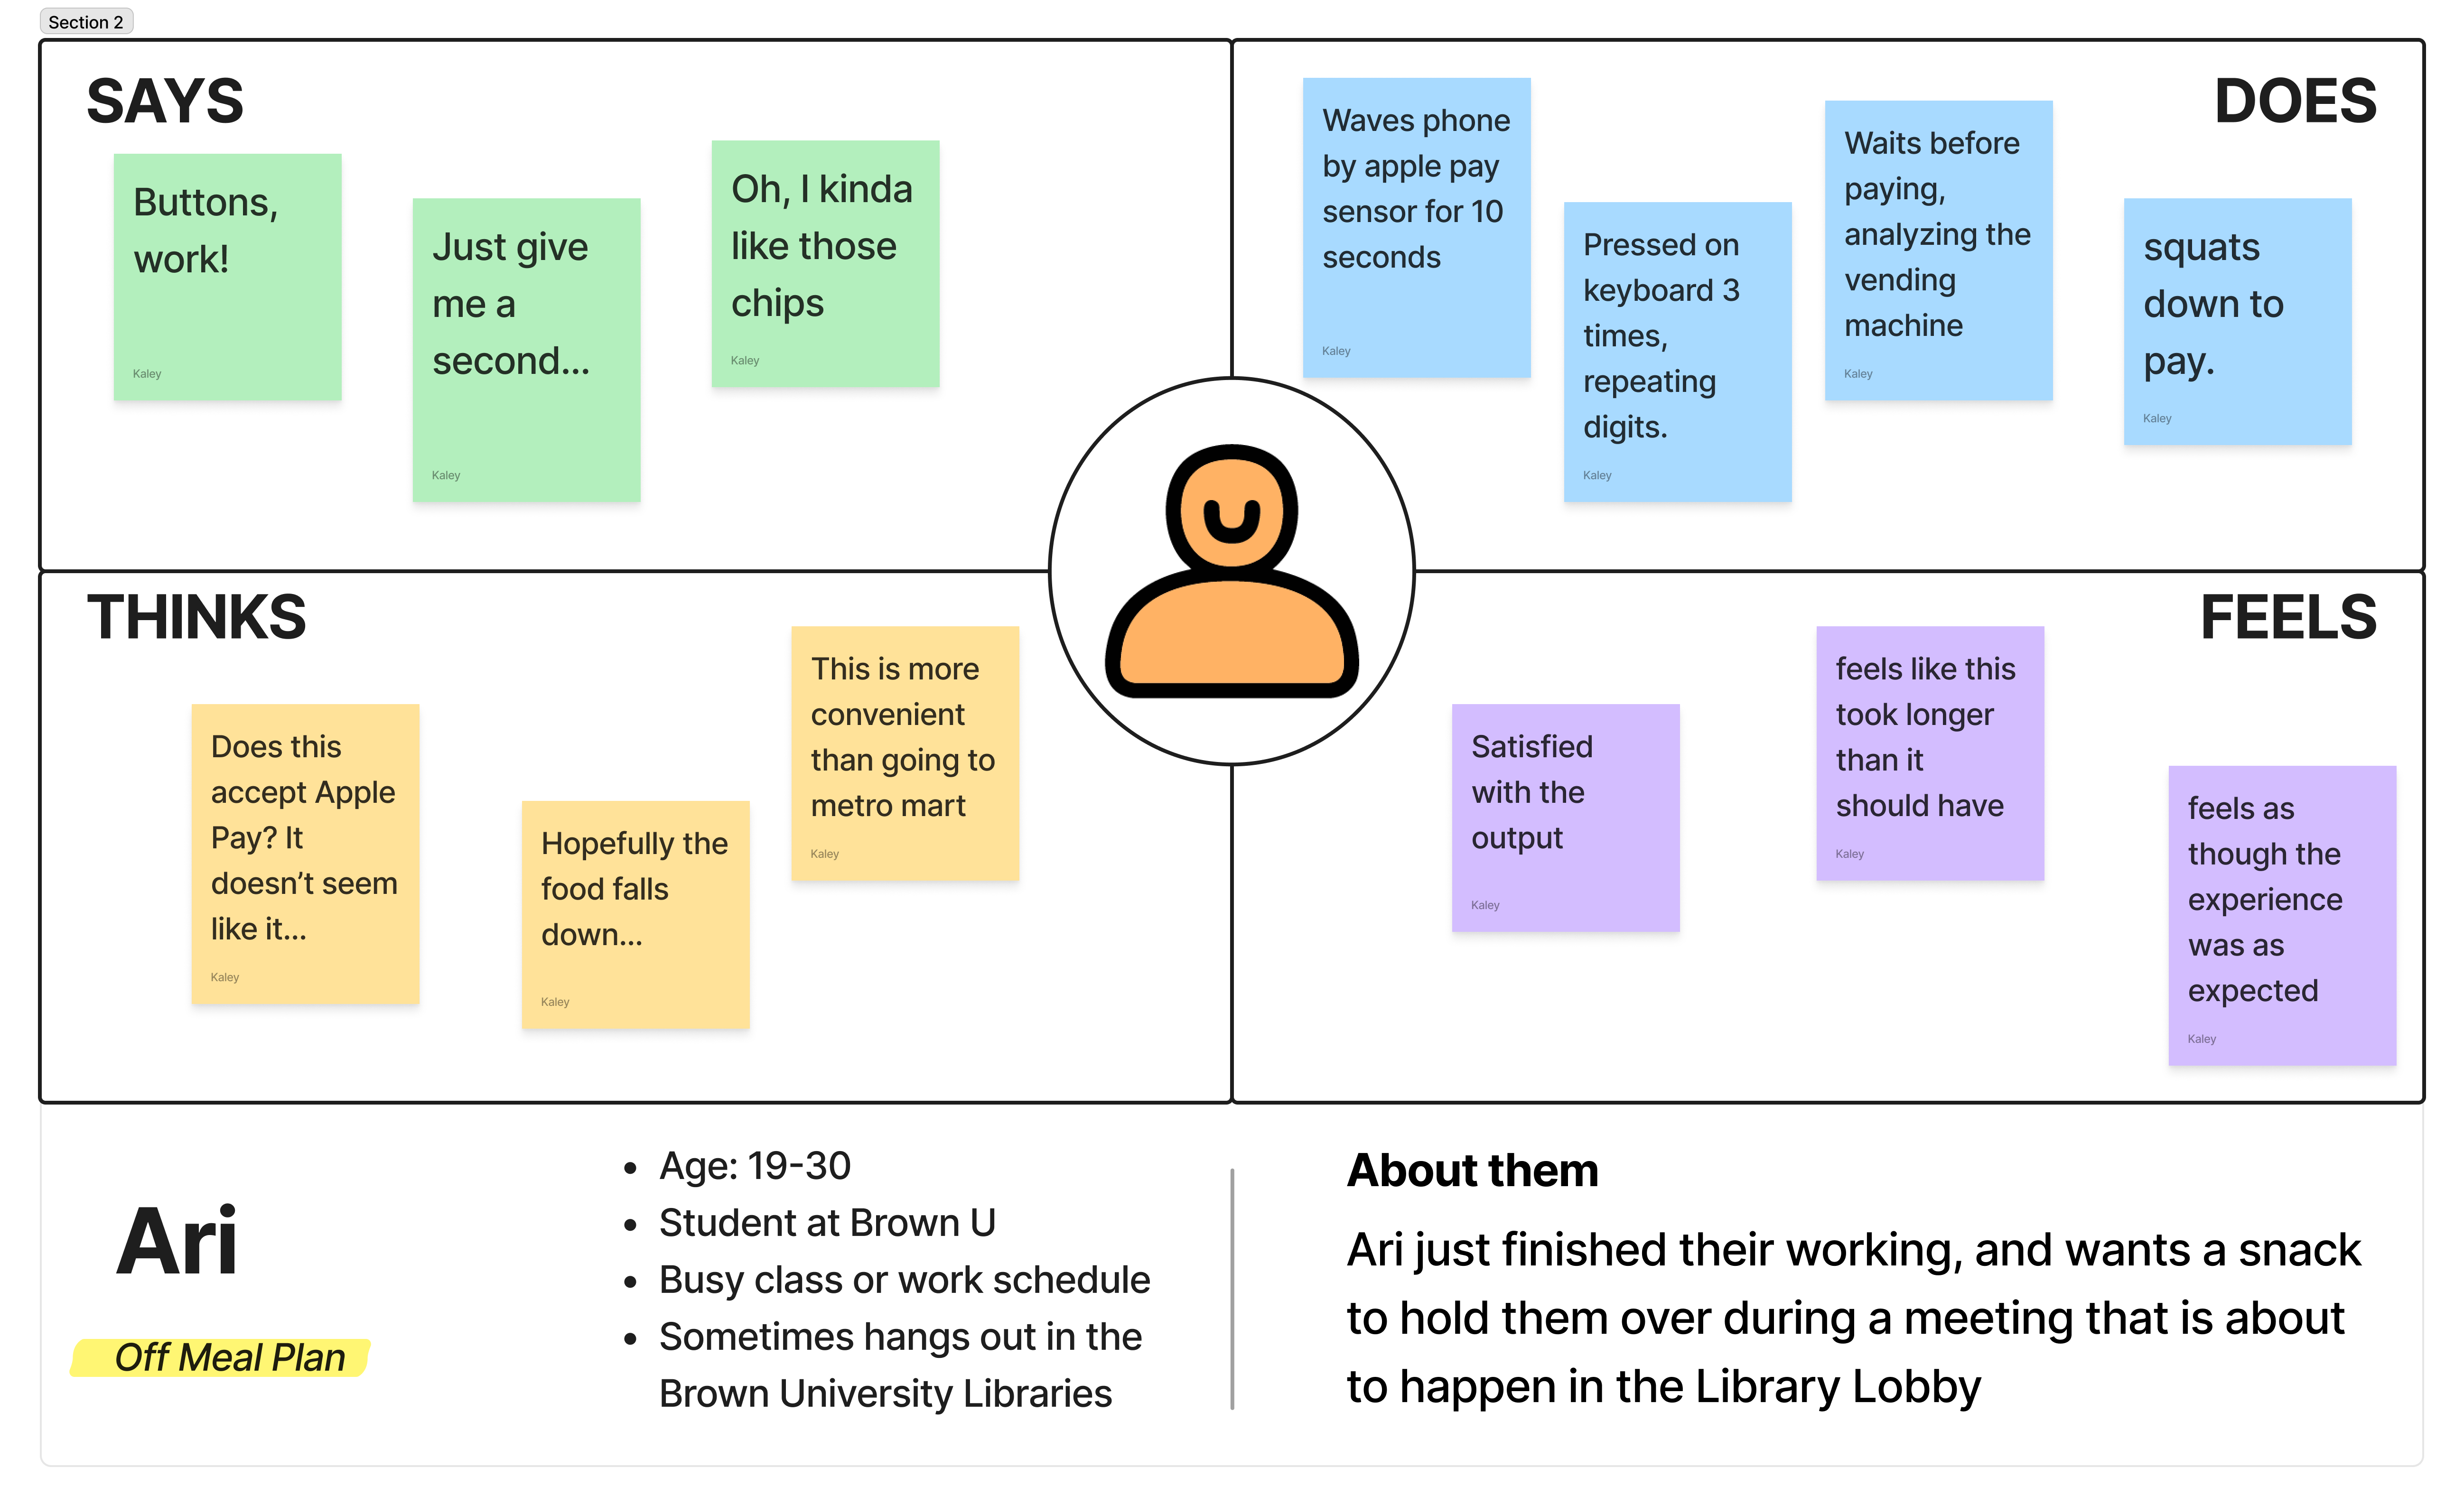 Section 2
SAYS
Buttons,
work!
Kaley
Just give
me a
second...
Kaley
Oh, I kinda
like those
chips
Kaley
DOES
Waves phone
by apple pay
sensor for 10
seconds
Kaley
Pressed on
keyboard 3
times,
repeating
digits.
Kaley
Waits before
paying,
analyzing the
vending
machine
Kaley
squats
down to
pay.
Kaley
THINKS
Does this
accept Apple
Pay? It
doesn’t seem
like it...
Kaley
Hopefully the
food falls
down...
Kaley
This is more
convenient
than going to
metro mart
Kaley
FEELS
Satisfied
with the
output
Kaley
feels like this
took longer
than it
should have
Kaley
feels as
though the
experience
was as
expected
Kaley
Ari
Off Meal Plan
• Age: 19-30
• Student at Brown U
• Busy class or work schedule
• Sometimes hangs out in the
Brown University Libraries
About them
Ari just finished their working, and wants a snack
to hold them over during a meeting that is about
to happen in the Library Lobby